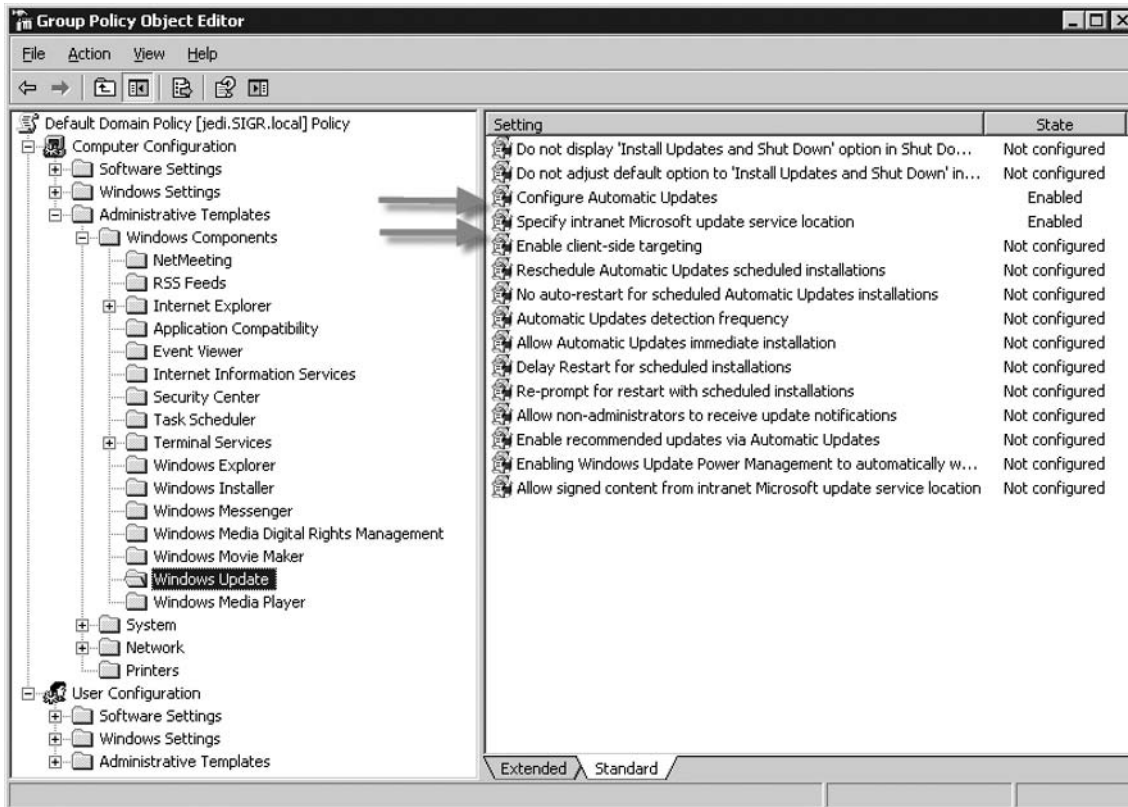 Group Policy Object Editor
File Action View Help
Default Domain Policy [jedi.SIGR.local] Policy
Computer Configuration
Software Settings
Windows Settings
Administrative Templates
Windows Components
NetMeeting
RSS Feeds
Internet Explorer
Application Compatibility
Event Viewer
Internet Information Services
Security Center
Task Scheduler
Terminal Services
Windows Explorer
Windows Installer
Windows Messenger
Windows Media Digital Rights Management
Windows Movie Maker
Windows Update
Windows Media Player
System
Network
Printers
User Configuration
Software Settings
Windows Settings
Administrative Templates
Setting State
Do not display 'Install Updates and Shut Down' option in Shut Do... Not configured
Do not adjust default option to 'Install Updates and Shut Down' in... Not configured
Configure Automatic Updates Enabled
Specify intranet Microsoft update service location Enabled
Enable client-side targeting Not configured
Reschedule Automatic Updates scheduled installations Not configured
No auto-restart for scheduled Automatic Updates installations Not configured
Automatic Updates detection frequency Not configured
Allow Automatic Updates immediate installation Not configured
Delay Restart for scheduled installations Not configured
Re-prompt for restart with scheduled installations Not configured
Allow non-administrators to receive update notifications Not configured
Enable recommended updates via Automatic Updates Not configured
Enabling Windows Update Power Management to automatically w... Not configured
Allow signed content from intranet Microsoft update service location Not configured
Extended Standard